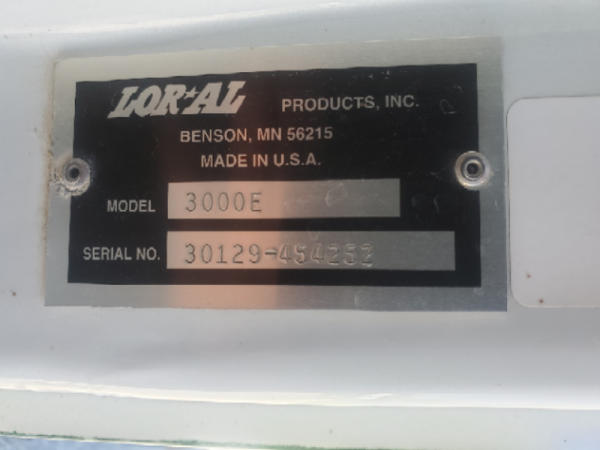 LOR★AL PRODUCTS, INC.
BENSON, MN 56215
MADE IN U.S.A.
MODEL 3000E
SERIAL NO. 30129-454252